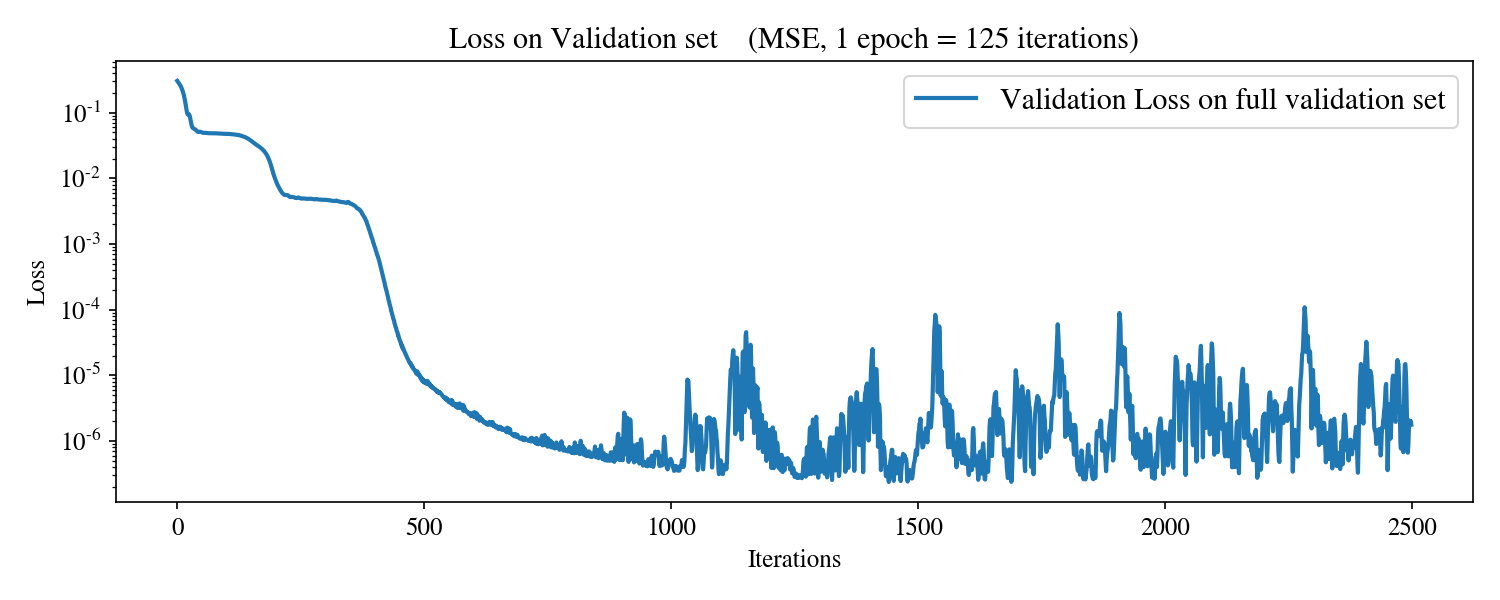 Loss on Validation set (MSE, 1 epoch = 125 iterations)
Validation Loss on full validation set
10^-1
10^-2
10^-3
10^-4
10^-5
10^-6
Loss
0 500 1000 1500 2000 2500
Iterations